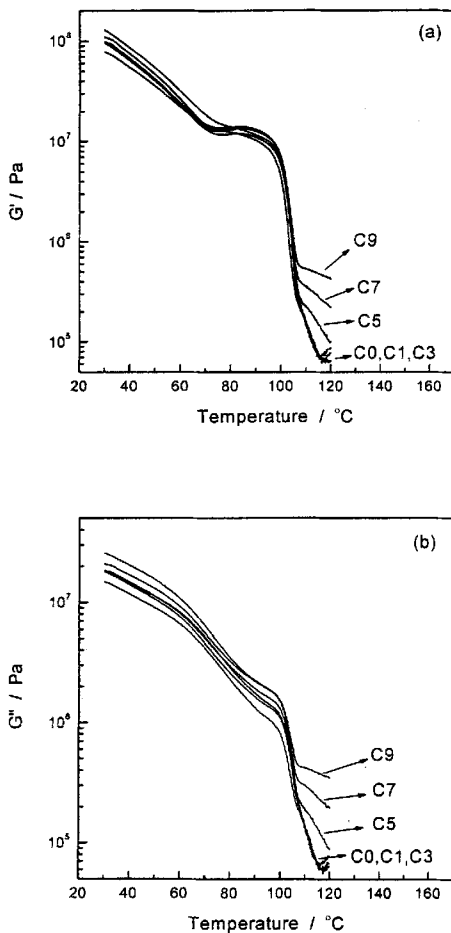 (a)
G' / Pa
10⁸
10⁷
10⁶
10⁵
C9
C7
C5
C0,C1,C3
20 40 60 80 100 120 140 160
Temperature / °C
(b)
G'' / Pa
10⁷
10⁶
10⁵
C9
C7
C5
C0,C1,C3
20 40 60 80 100 120 140 160
Temperature / °C